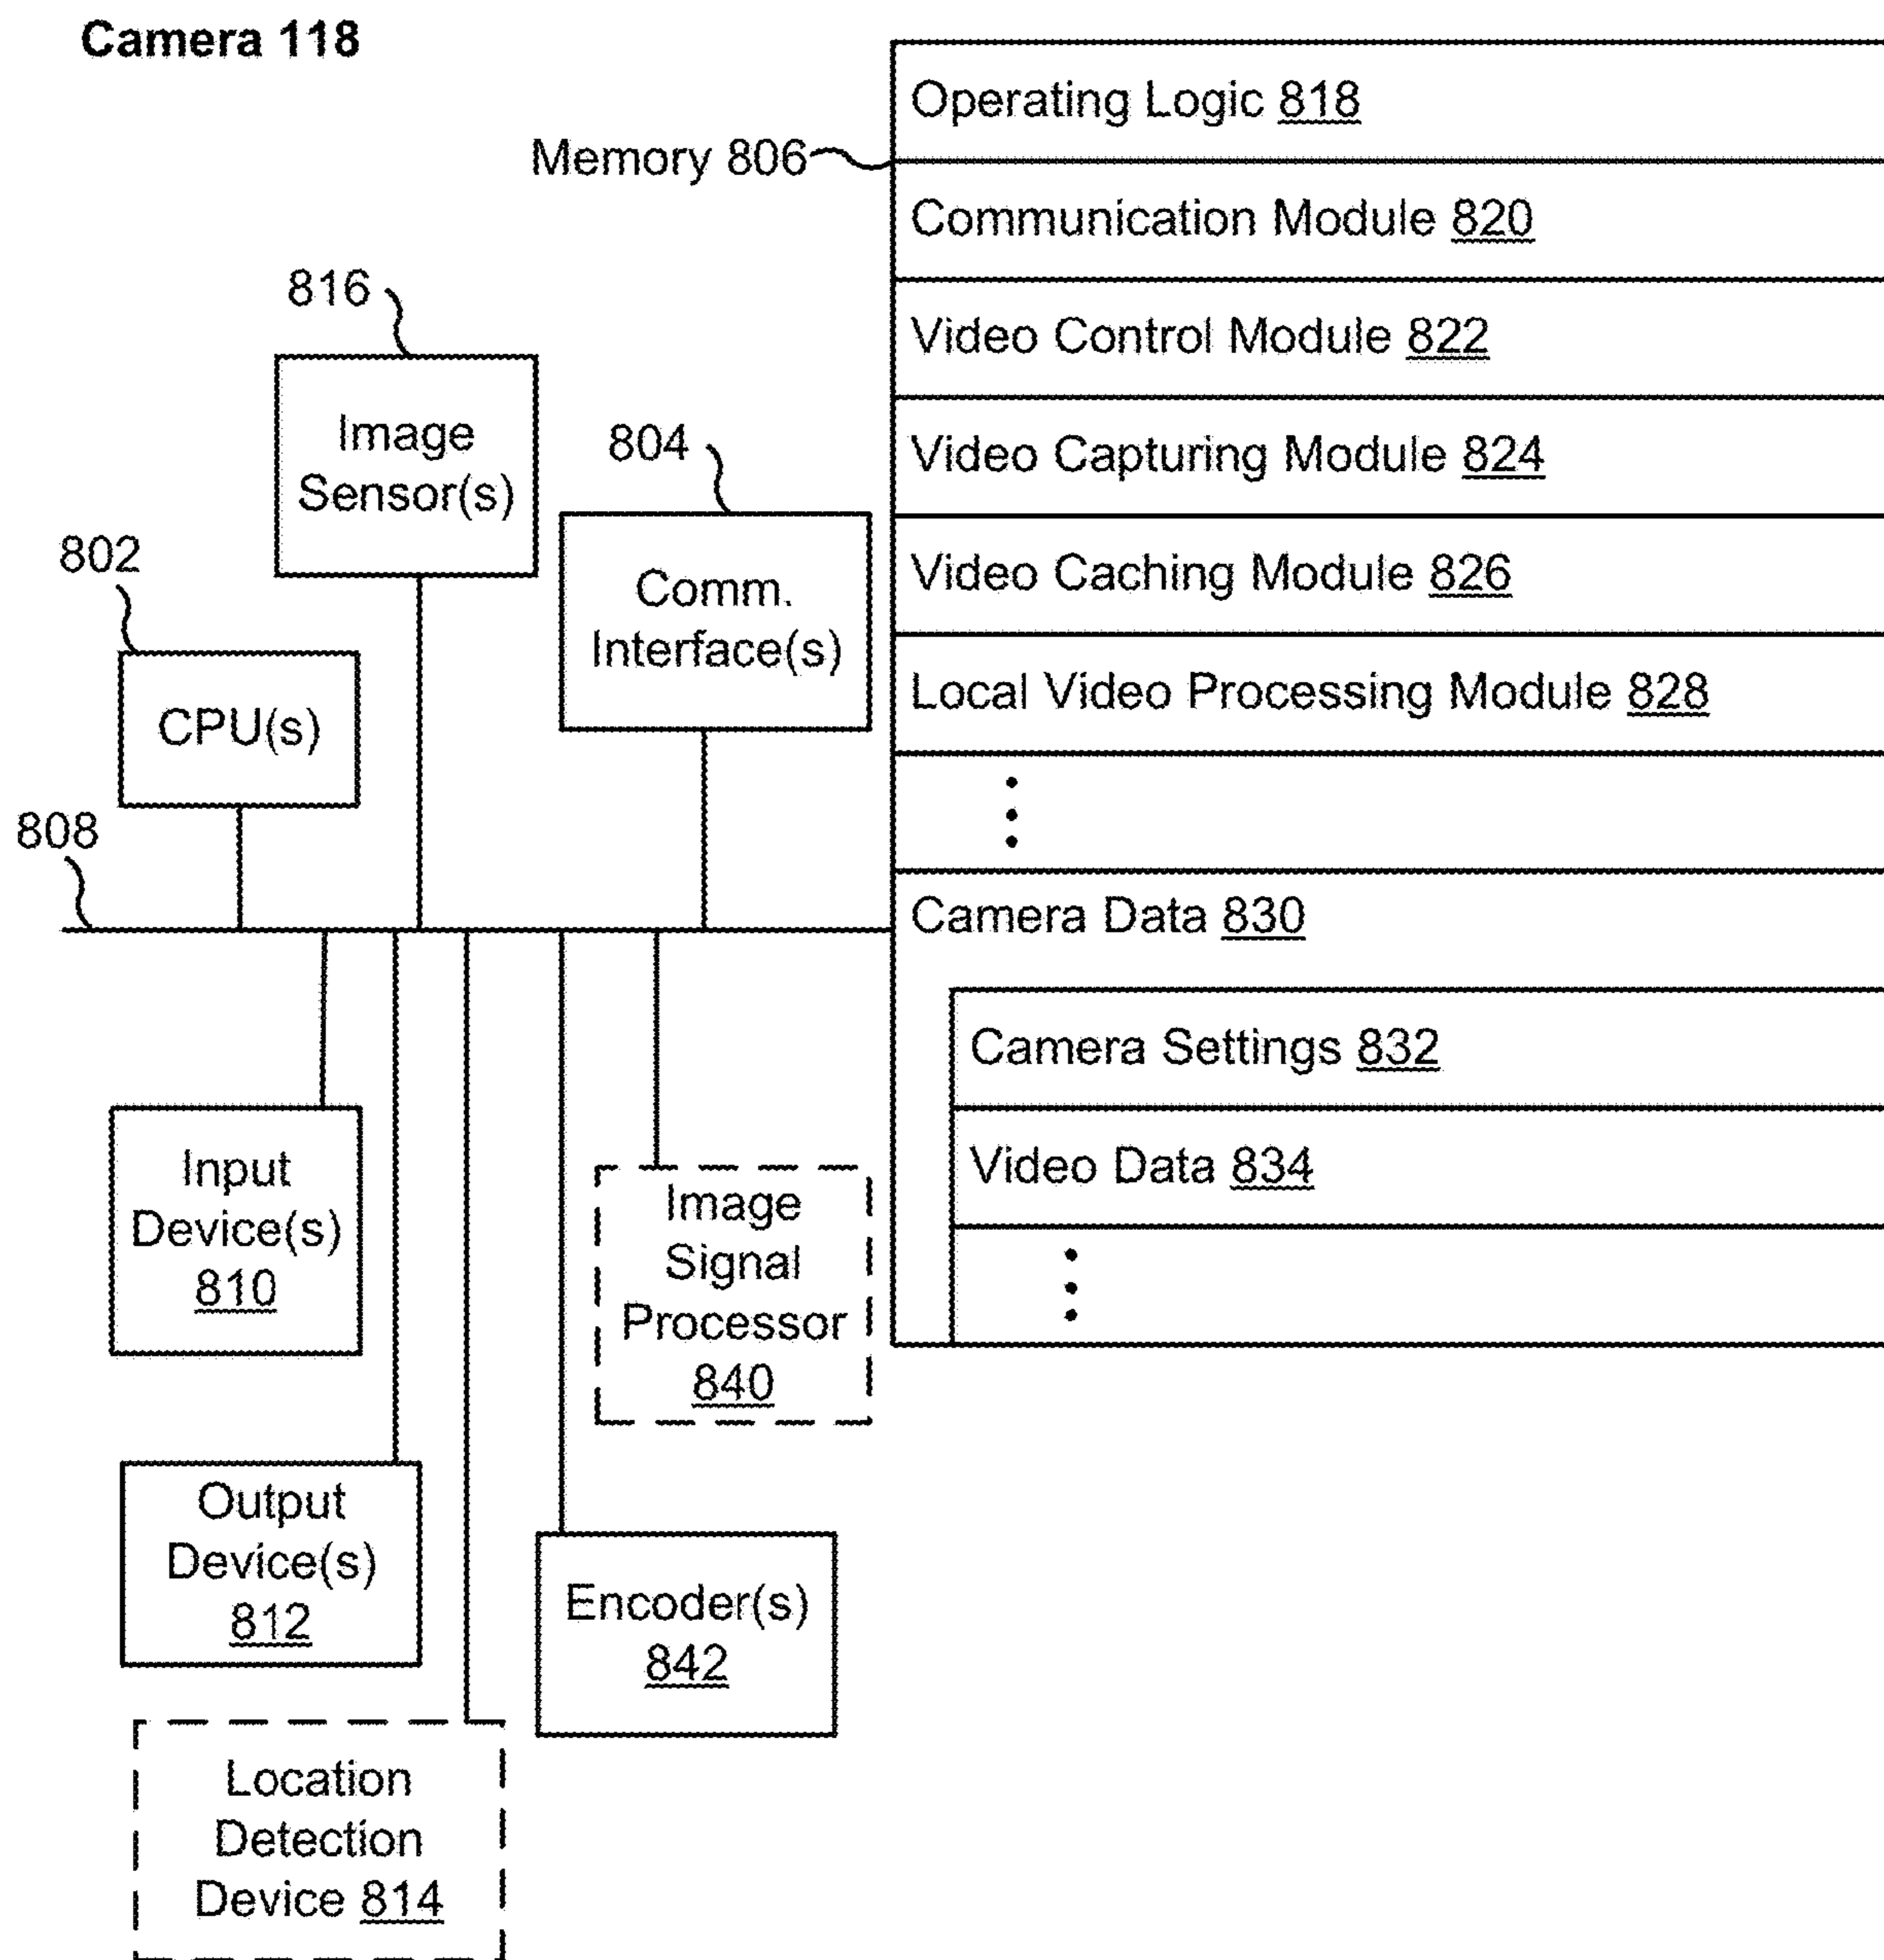 Camera 118
Operating Logic 818
Memory 806
Communication Module 820
Video Control Module 822
Video Capturing Module 824
Video Caching Module 826
Local Video Processing Module 828
Camera Data 830
Camera Settings 832
Video Data 834
816
Image
Sensor(s)
804
Comm.
Interface(s)
802
CPU(s)
808
Input
Device(s)
810
Image
Signal
Processor
840
Output
Device(s)
812
Encoder(s)
842
Location
Detection
Device 814